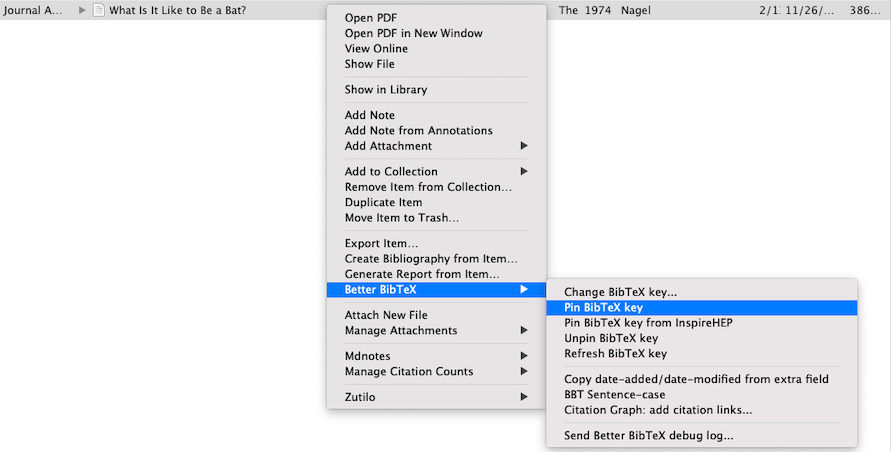 Journal A... What Is It Like to Be a Bat? The 1974 Nagel 2/1 11/26/... 386...
Open PDF
Open PDF in New Window
View Online
Show File
Show in Library
Add Note
Add Note from Annotations
Add Attachment
Add to Collection
Remove Item from Collection...
Duplicate Item
Move Item to Trash...
Export Item...
Create Bibliography from Item...
Generate Report from Item...
Better BibTeX
Attach New File
Manage Attachments
Mdnotes
Manage Citation Counts
Zutilo
Change BibTeX key...
Pin BibTeX key
Pin BibTeX key from InspireHEP
Unpin BibTeX key
Refresh BibTeX key
Copy date-added/date-modified from extra field
BBT Sentence-case
Citation Graph: add citation links...
Send Better BibTeX debug log...